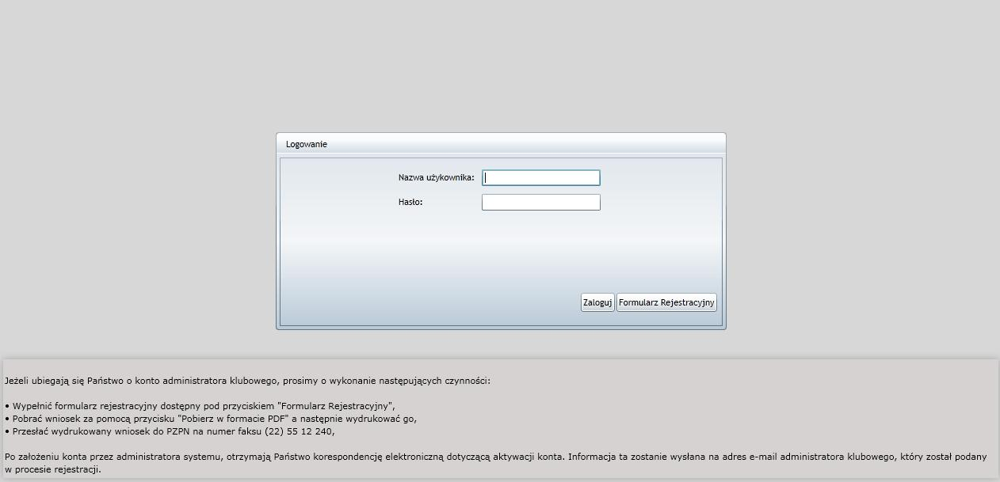 Logowanie
Nazwa użykownika:
Hasło:
Zaloguj Formularz Rejestracyjny
Jeżeli ubiegają się Państwo o konto administratora klubowego, prosimy o wykonanie następujących czynności:
• Wypełnić formularz rejestracyjny dostępny pod przyciskiem "Formularz Rejestracyjny",
• Pobrać wniosek za pomocą przycisku "Pobierz w formacie PDF" a następnie wydrukować go,
• Przesłać wydrukowany wniosek do PZPN na numer faksu (22) 55 12 240,
Po założeniu konta przez administratora systemu, otrzymają Państwo korespondencję elektroniczną dotyczącą aktywacji konta. Informacja ta zostanie wysłana na adres e-mail administratora klubowego, który został podany
w procesie rejestracji.